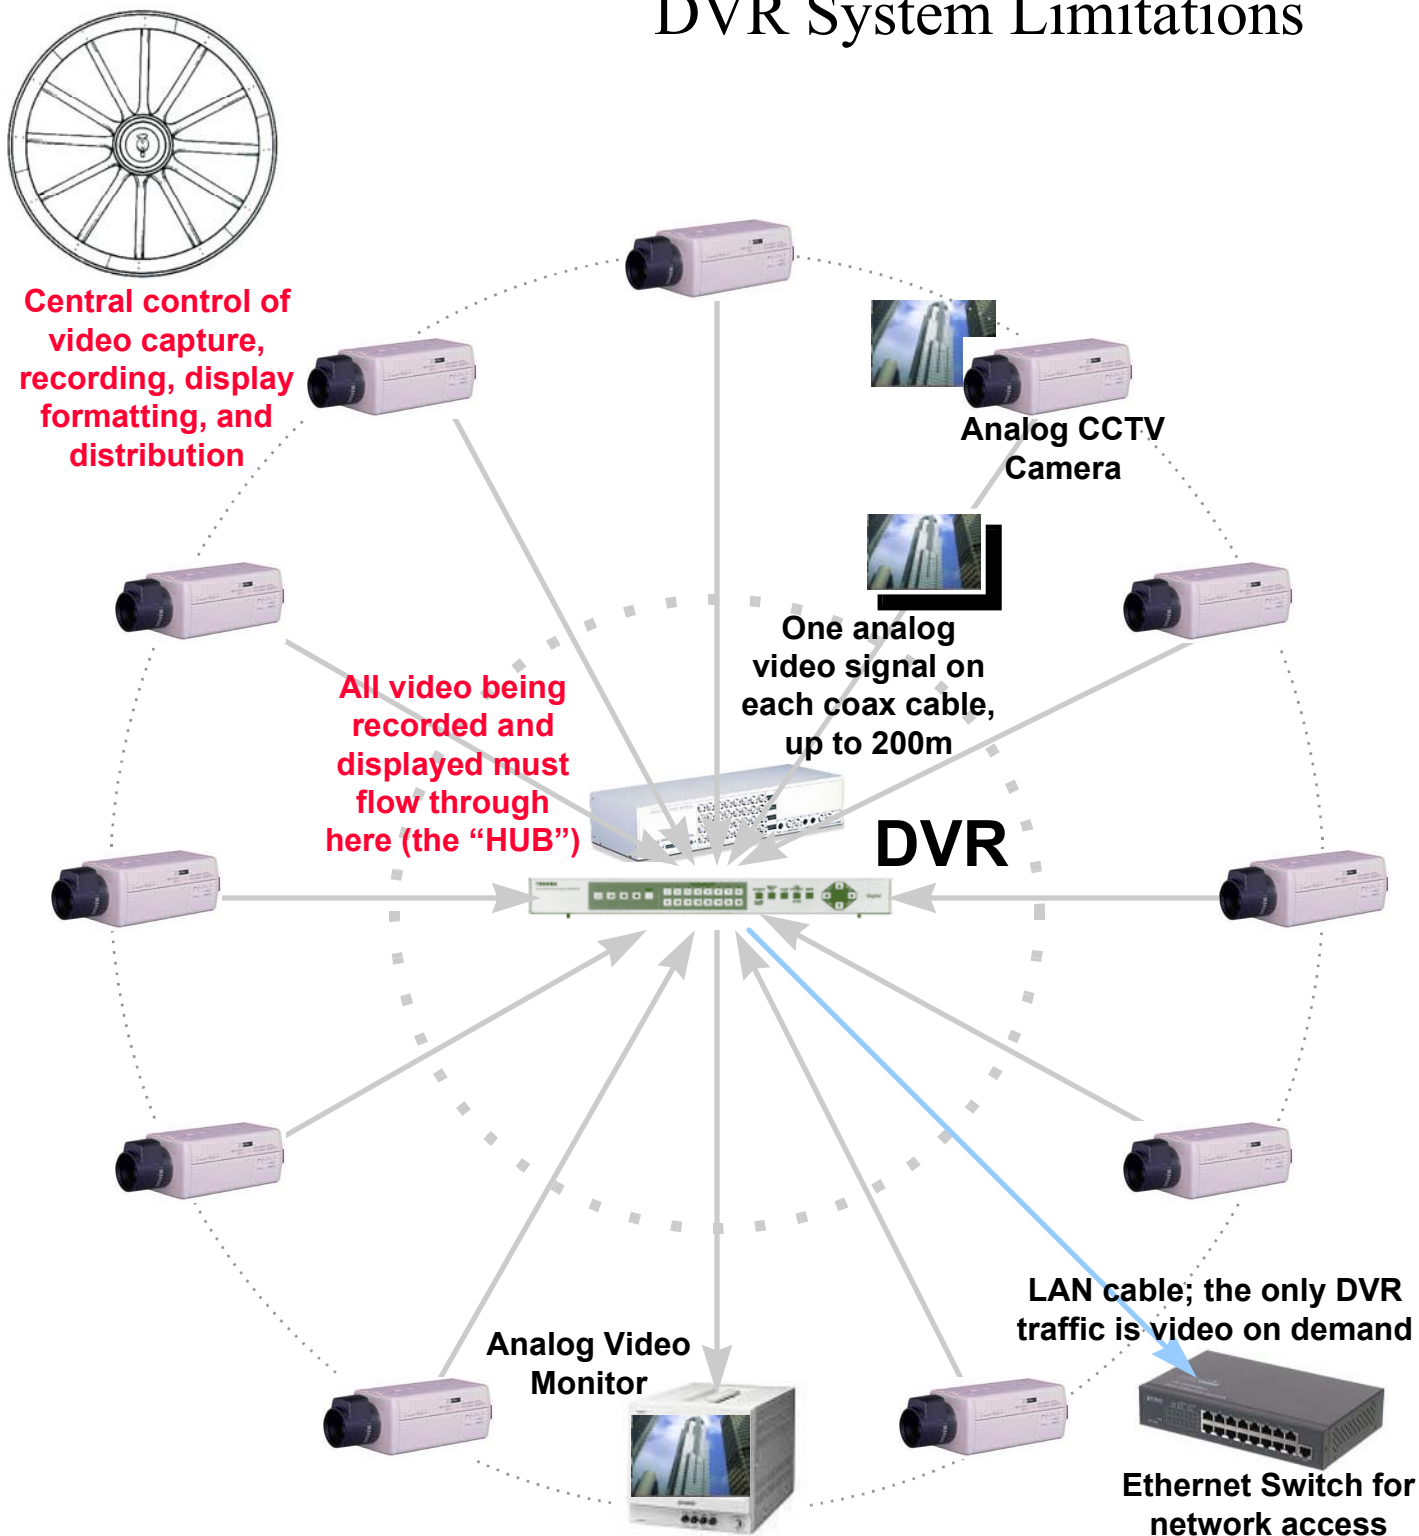 DVR System Limitations
Central control of
video capture,
recording, display
formatting, and
distribution
Analog CCTV
Camera
One analog
video signal on
each coax cable,
up to 200m
All video being
recorded and
displayed must
flow through
here (the “HUB”)
DVR
TOSHIBA
LAN cable; the only DVR
traffic is video on demand
Analog Video
Monitor
Ethernet Switch for
network access